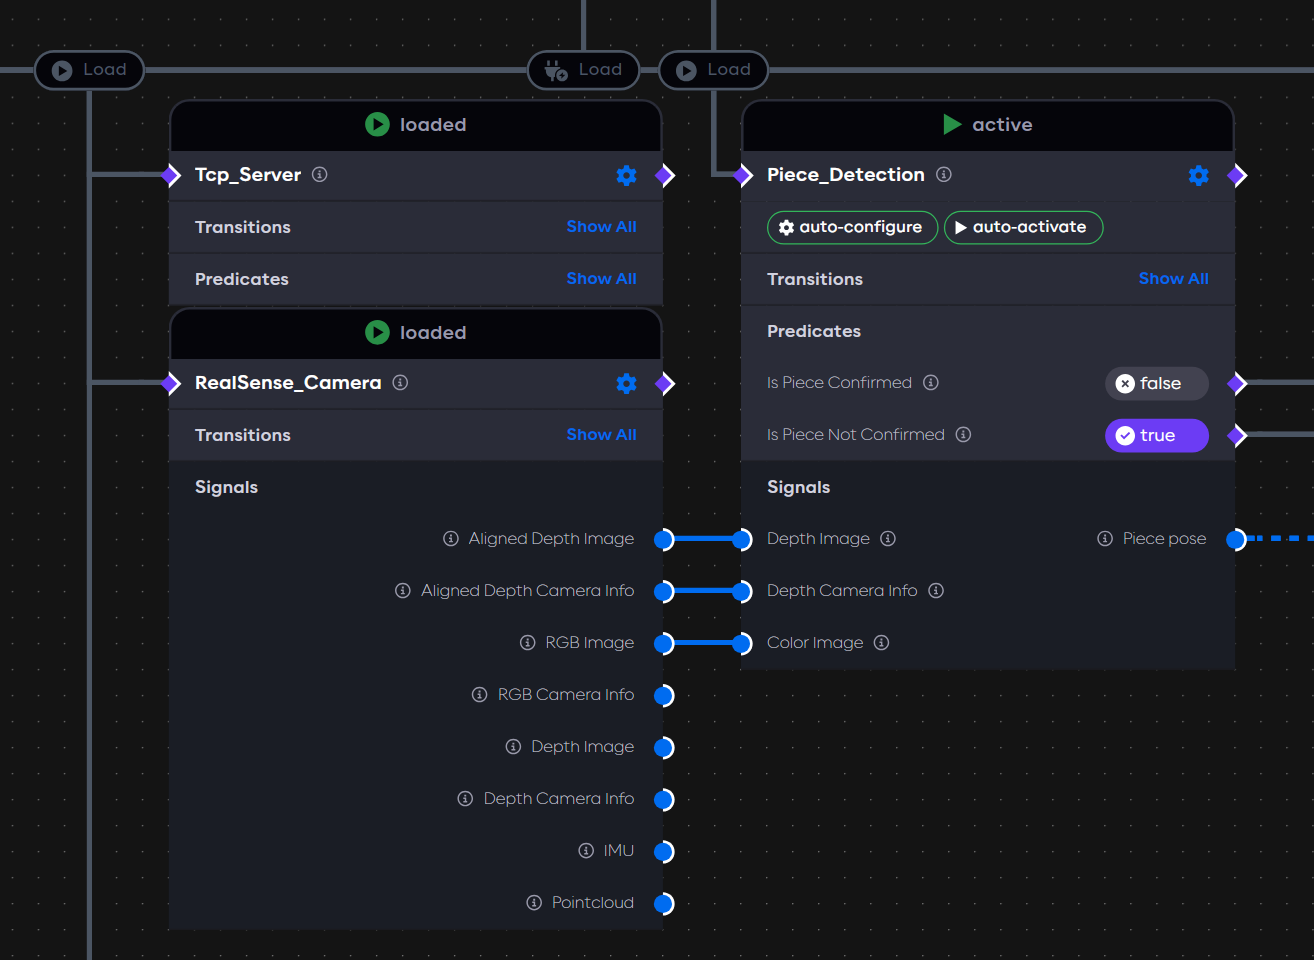 Load
Load
Load
loaded
Tcp_Server
Transitions
Show All
Predicates
Show All
loaded
RealSense_Camera
Transitions
Show All
Signals
Aligned Depth Image
Aligned Depth Camera Info
RGB Image
RGB Camera Info
Depth Image
Depth Camera Info
IMU
Pointcloud
active
Piece_Detection
auto-configure
auto-activate
Transitions
Show All
Predicates
Is Piece Confirmed
false
Is Piece Not Confirmed
true
Signals
Depth Image
Piece pose
Depth Camera Info
Color Image